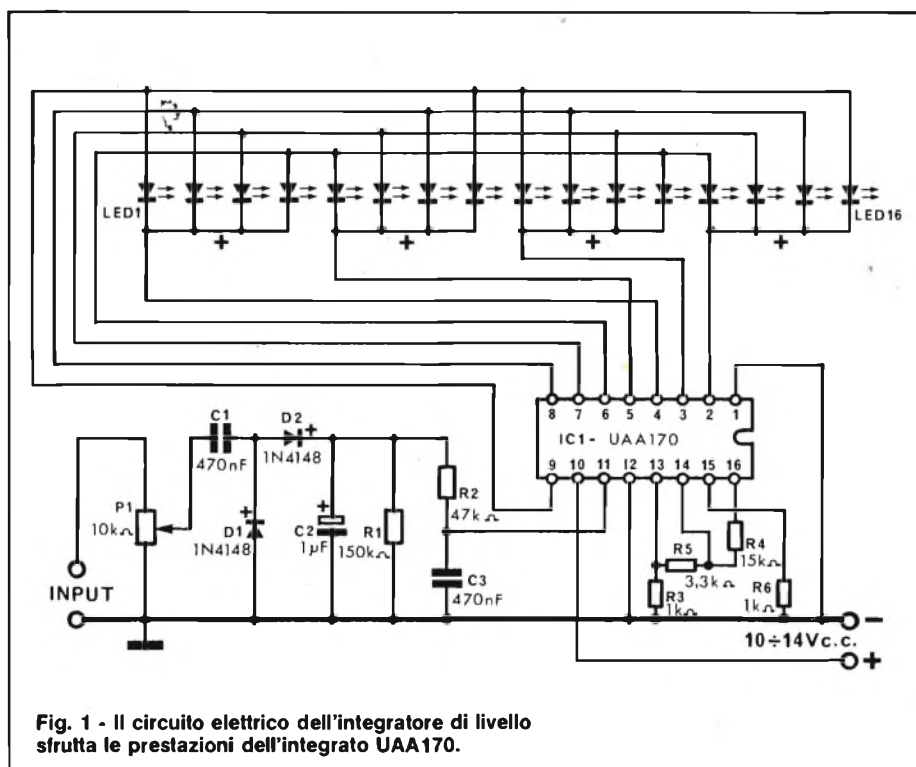 LED1
+ + + +
LED16
8 7 6 5 4 3 2 1
IC1 - UAA170
9 10 11 12 13 14 15 16
C1
470nF
D2
1N4148
+
P1
10kΩ
D1
1N4148
+
C2
1µF
R1
150kΩ
R2
47kΩ
C3
470nF
R5
3,3kΩ
R4
15kΩ
R3
1kΩ
R6
1kΩ
INPUT
-
10÷14Vc.c.
+
Fig. 1 - Il circuito elettrico dell'integratore di livello
sfrutta le prestazioni dell'integrato UAA170.